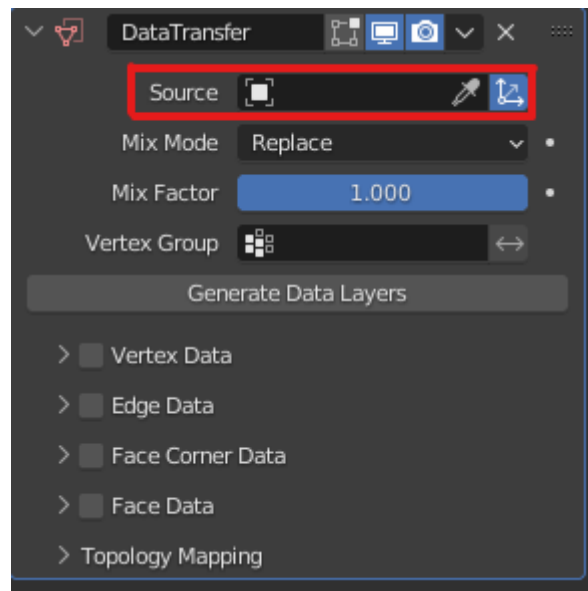 DataTransfer
Source
Mix Mode Replace
Mix Factor 1.000
Vertex Group
Generate Data Layers
Vertex Data
Edge Data
Face Corner Data
Face Data
Topology Mapping